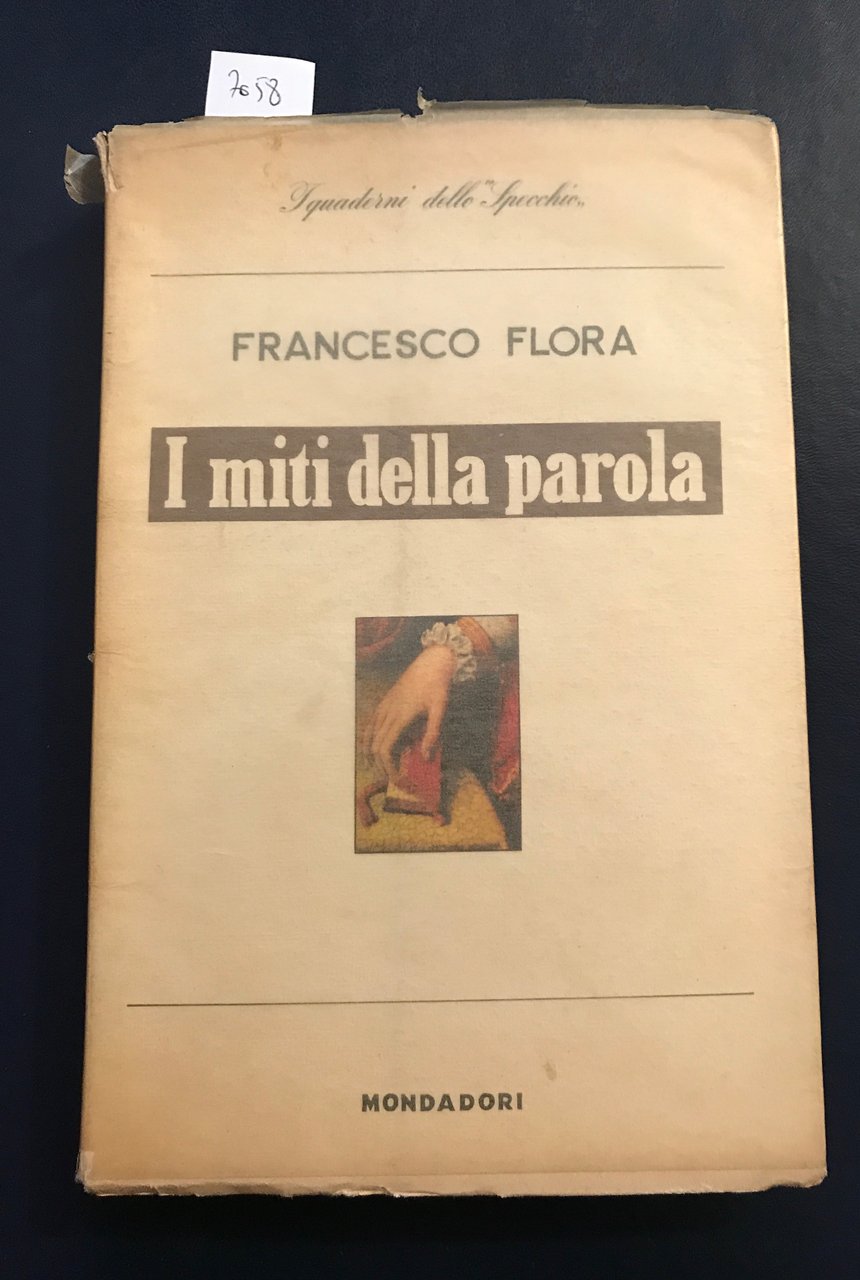 7058
I quaderni dello "Specchio„
FRANCESCO FLORA
I miti della parola
MONDADORI